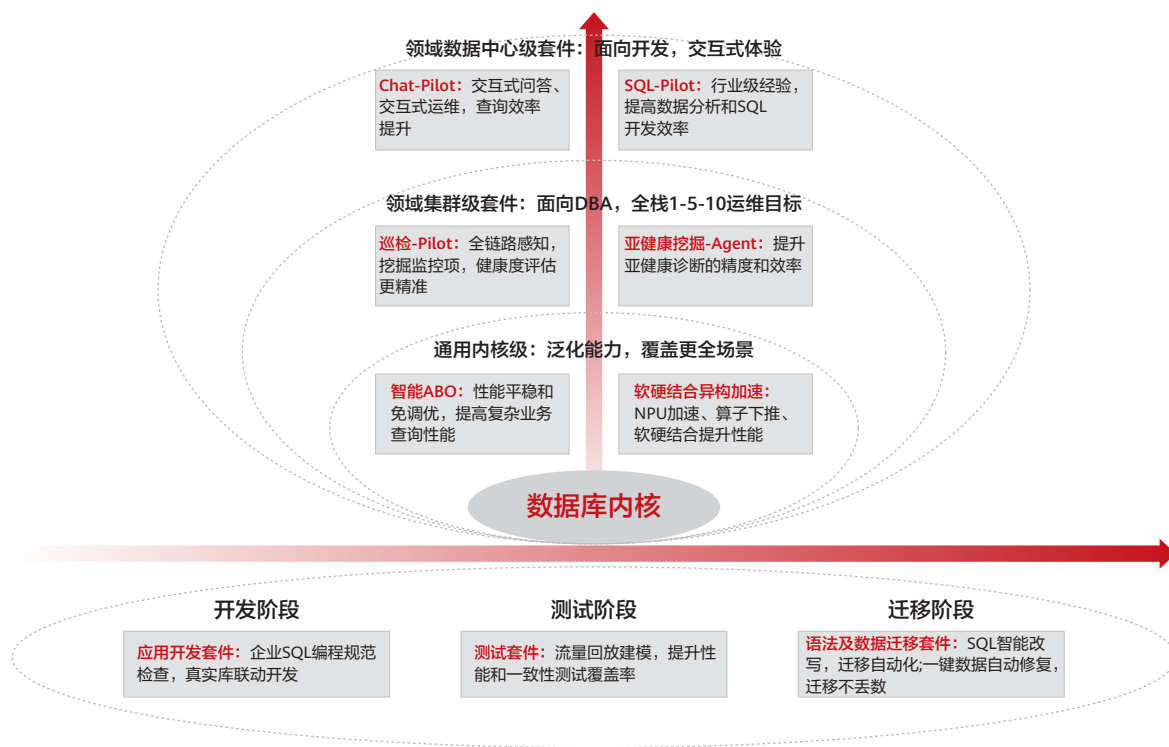 领域数据中心级套件：面向开发，交互式体验
Chat-Pilot：交互式问答、
交互式运维，查询效率
提升
SQL-Pilot：行业级经验，
提高数据分析和SQL
开发效率
领域集群级套件：面向DBA，全栈1-5-10运维目标
巡检-Pilot：全链路感知，
挖掘监控项，健康度评估
更精准
亚健康挖掘-Agent：提升
亚健康诊断的精度和效率
通用内核级：泛化能力，覆盖更全场景
智能ABO：性能平稳和
免调优，提高复杂业务
查询性能
软硬结合异构加速：
NPU加速、算子下推、
软硬结合提升性能
数据库内核
开发阶段
应用开发套件：企业SQL编程规范
检查，真实库联动开发
测试阶段
测试套件：流量回放建模，提升性
能和一致性测试覆盖率
迁移阶段
语法及数据迁移套件：SQL智能改
写，迁移自动化;一键数据自动修复，
迁移不丢数